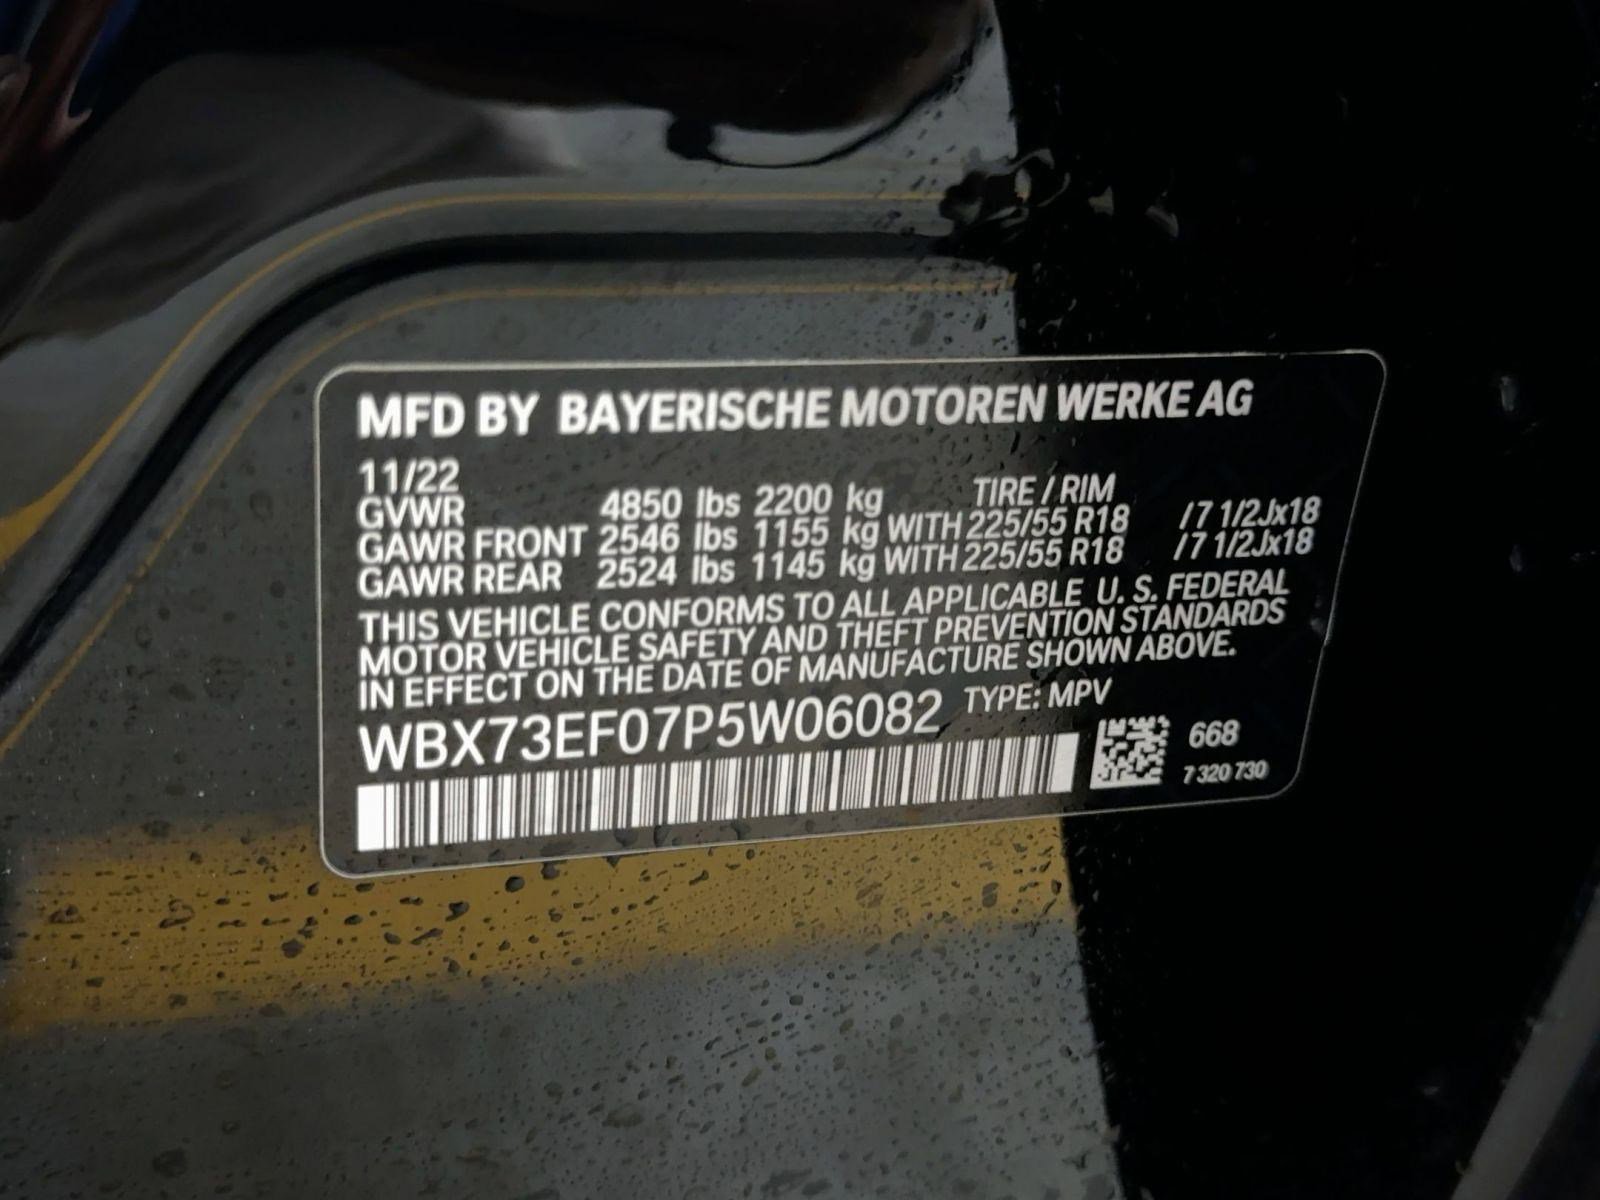 MFD BY BAYERISCHE MOTOREN WERKE AG
11/22 TIRE / RIM
GVWR 4850 lbs 2200 kg
GAWR FRONT 2546 lbs 1155 kg WITH 225/55 R18 /7 1/2Jx18
GAWR REAR 2524 lbs 1145 kg WITH 225/55 R18 /7 1/2Jx18
THIS VEHICLE CONFORMS TO ALL APPLICABLE U. S. FEDERAL
MOTOR VEHICLE SAFETY AND THEFT PREVENTION STANDARDS
IN EFFECT ON THE DATE OF MANUFACTURE SHOWN ABOVE.
WBX73EF07P5W06082 TYPE: MPV
668
7 320 730